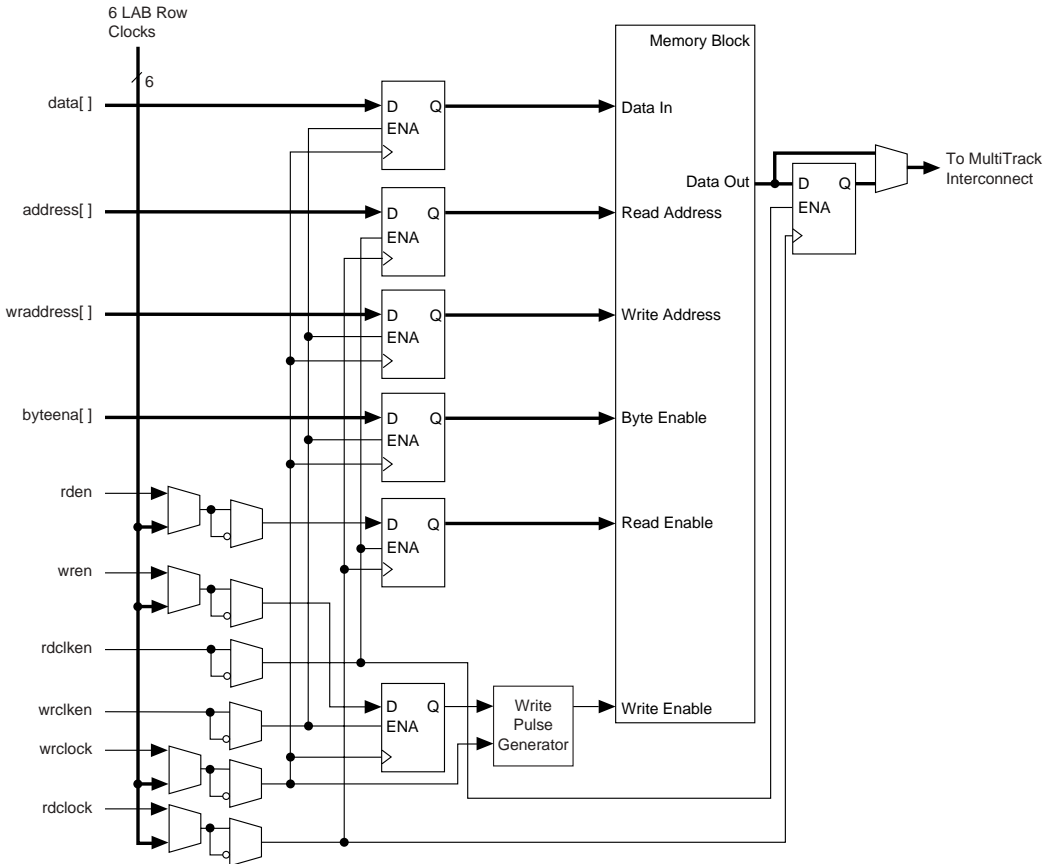 6 LAB Row
Clocks
6
Memory Block
data[ ]
D Q
ENA
Data In
To MultiTrack
Interconnect
Data Out
D Q
ENA
address[ ]
D Q
ENA
Read Address
wraddress[ ]
D Q
ENA
Write Address
byteena[ ]
D Q
ENA
Byte Enable
rden
D Q
ENA
Read Enable
wren
rdclken
wrclken
D Q
ENA
Write
Pulse
Generator
Write Enable
wrclock
rdclock